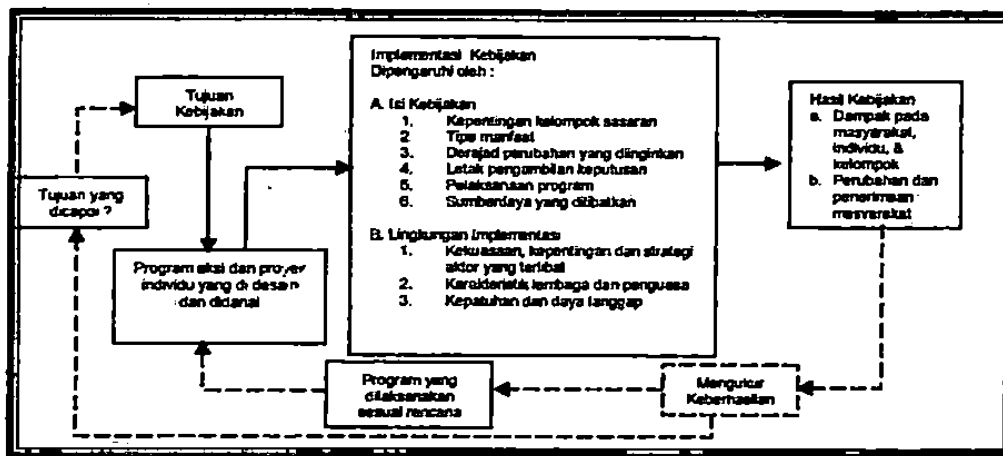 Tujuan
Kebijakan
Tujuan yang
dicapai ?
Program aksi dan proyek
individu yang di desain
dan didanai
Implementasi Kebijakan
Dipengaruhi oleh :
A. Isi Kebijakan
1. Kepentingan kelompok sasaran
2 Tipe manfaat
3. Derajad perubahan yang diinginkan
4. Letak pengambilan keputusan
5. Pelaksanaan program
6. Sumberdaya yang dilibatkan
B. Lingkungan Implementasi
1. Kekuasaan, kepentingan dan strategi
aktor yang terlibat
2. Karakteristik lembaga dan penguasa
3. Kepatuhan dan daya tanggap
Hasil Kebijakan
a. Dampak pada
masyarakat,
individu, &
kelompok
b. Perubahan dan
penerimaan
masyarakat
Program yang
dilaksanakan
sesuai rencana
Mengukur
Keberhasilan